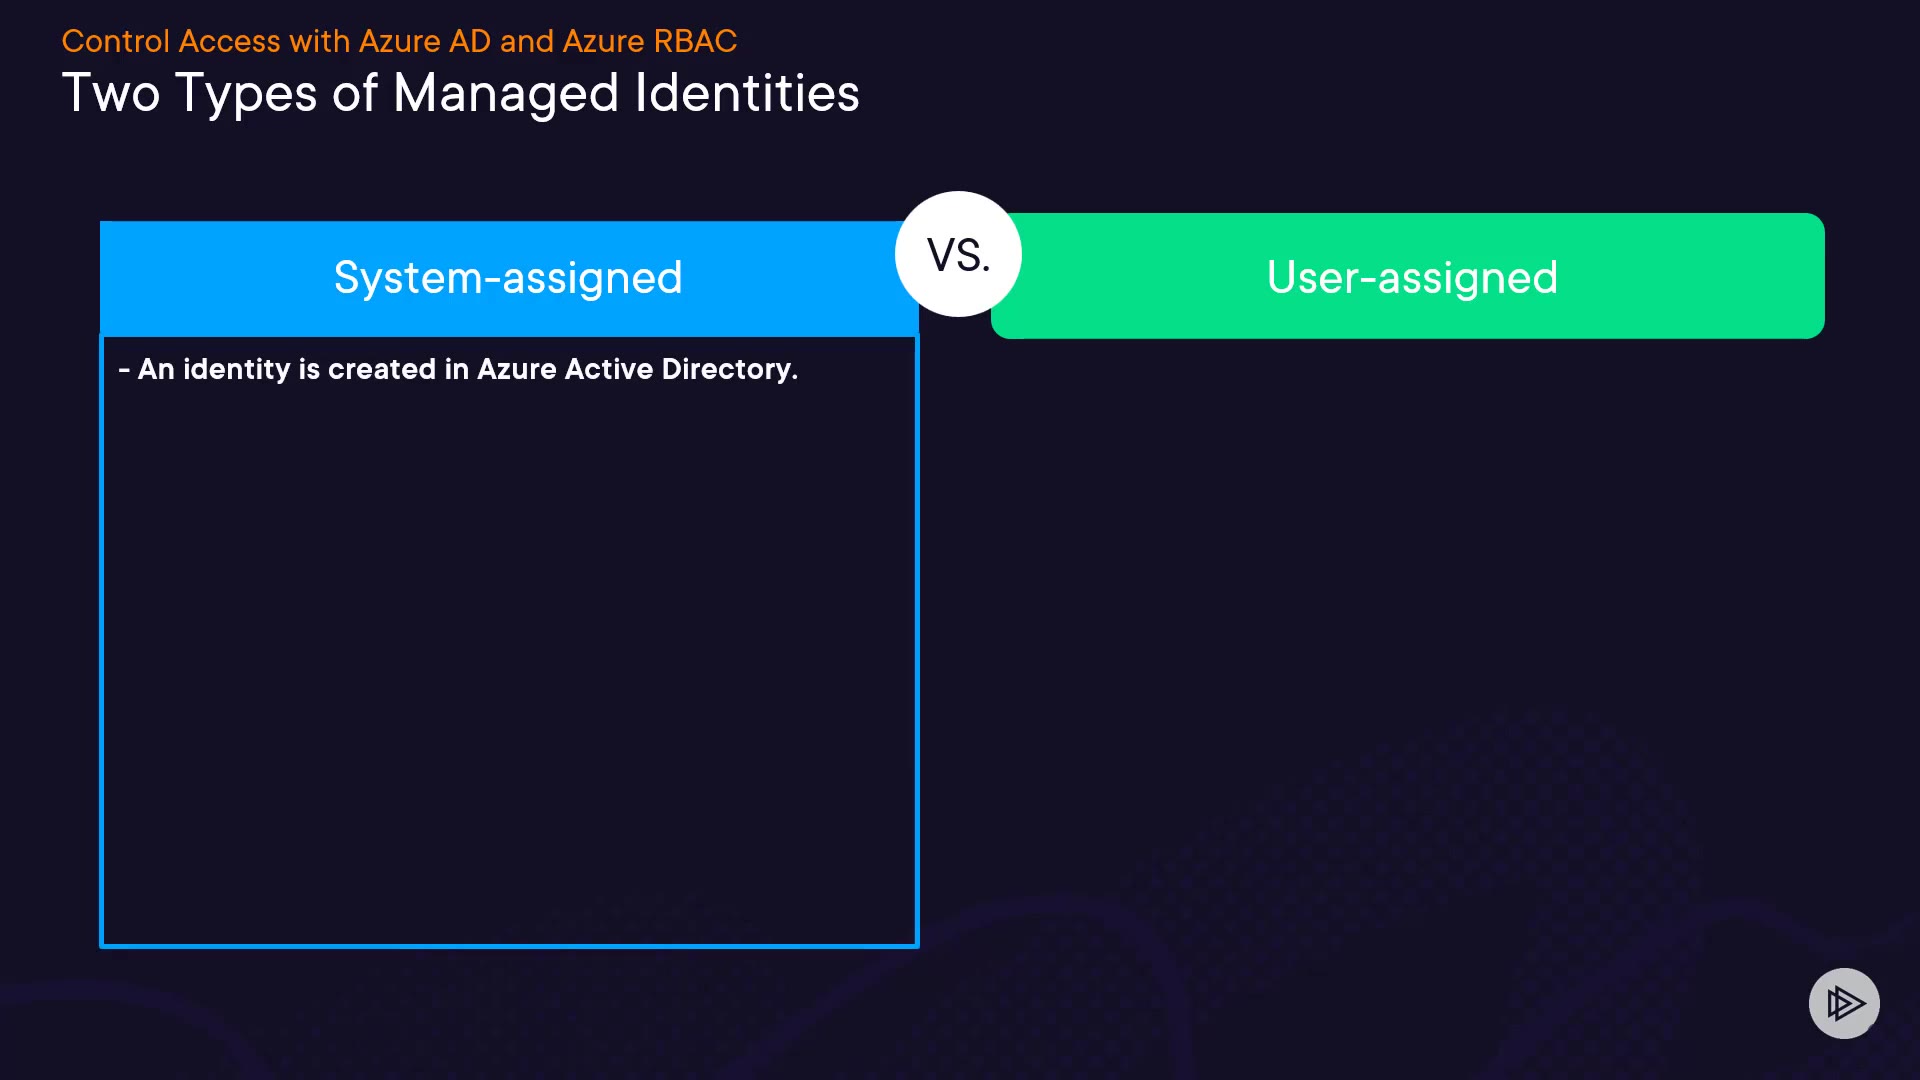 Control Access with Azure AD and Azure RBAC
Two Types of Managed Identities
System-assigned
VS.
User-assigned
- An identity is created in Azure Active Directory.